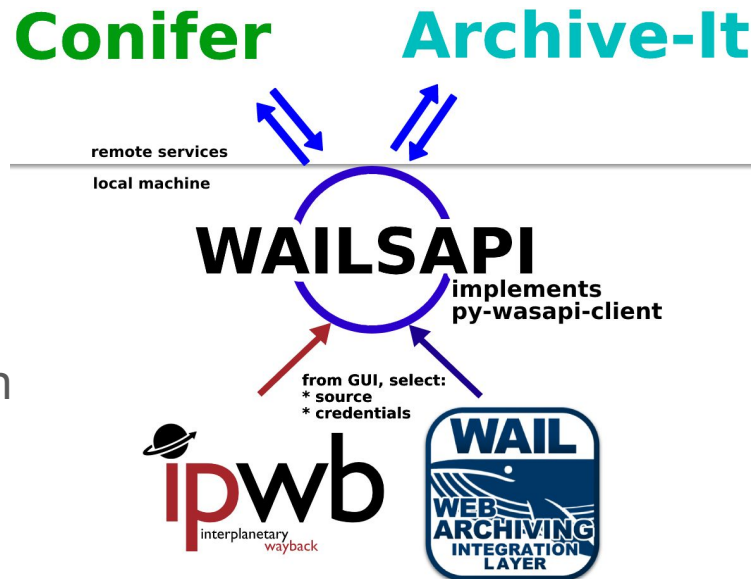 Conifer
Archive-It
remote services
local machine
WAILSAPI
implements
py-wasapi-client
n
from GUI, select:
* source
* credentials
ipwb
interplanetary
wayback
WAIL
WEB
ARCHIVING
INTEGRATION
LAYER